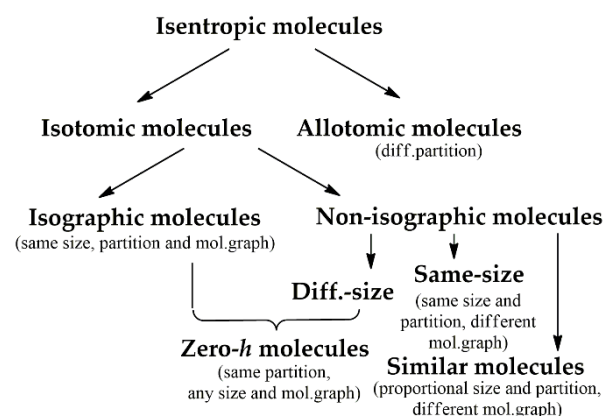 Isentropic molecules
Isotomic molecules
Allotomic molecules
(diff.partition)
Isographic molecules
(same size, partition and mol.graph)
Non-isographic molecules
Diff.-size
Same-size
(same size and
partition, different
mol.graph)
Zero-h molecules
(same partition,
any size and mol.graph)
Similar molecules
(proportional size and partition,
different mol.graph)